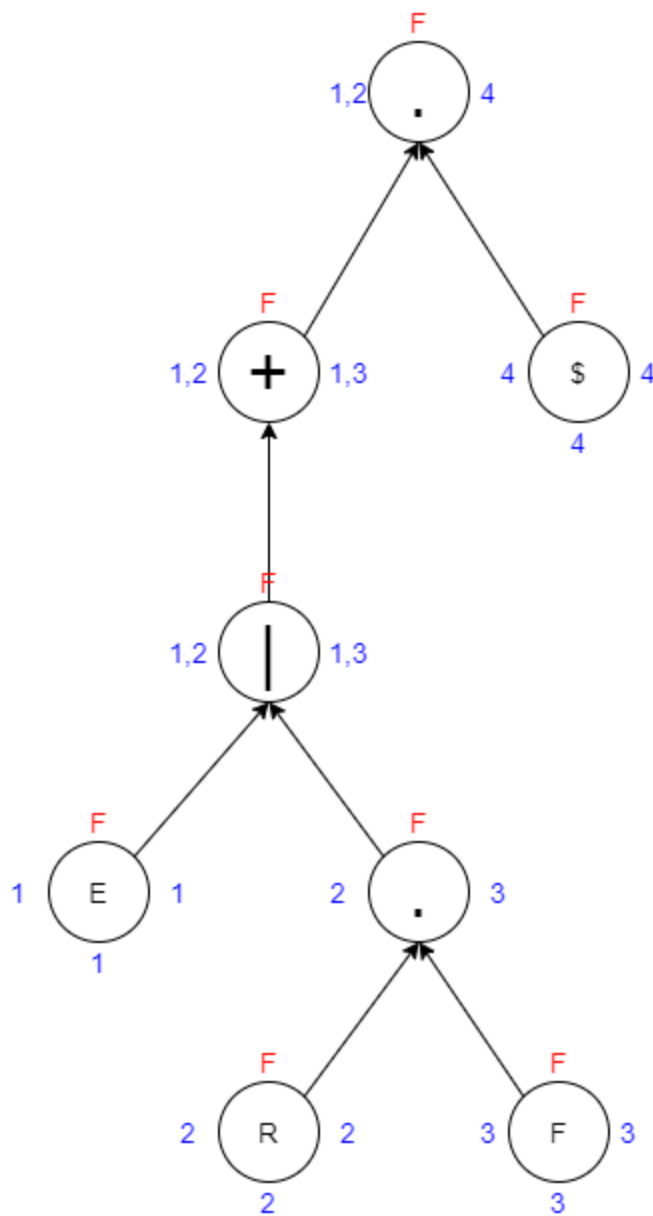 F
1,2 . 4
F F
1,2 + 1,3 4 $ 4
4
F
1,2 | 1,3
F F
1 E 1 2 . 3
1
F F
2 R 2 3 F 3
2 3